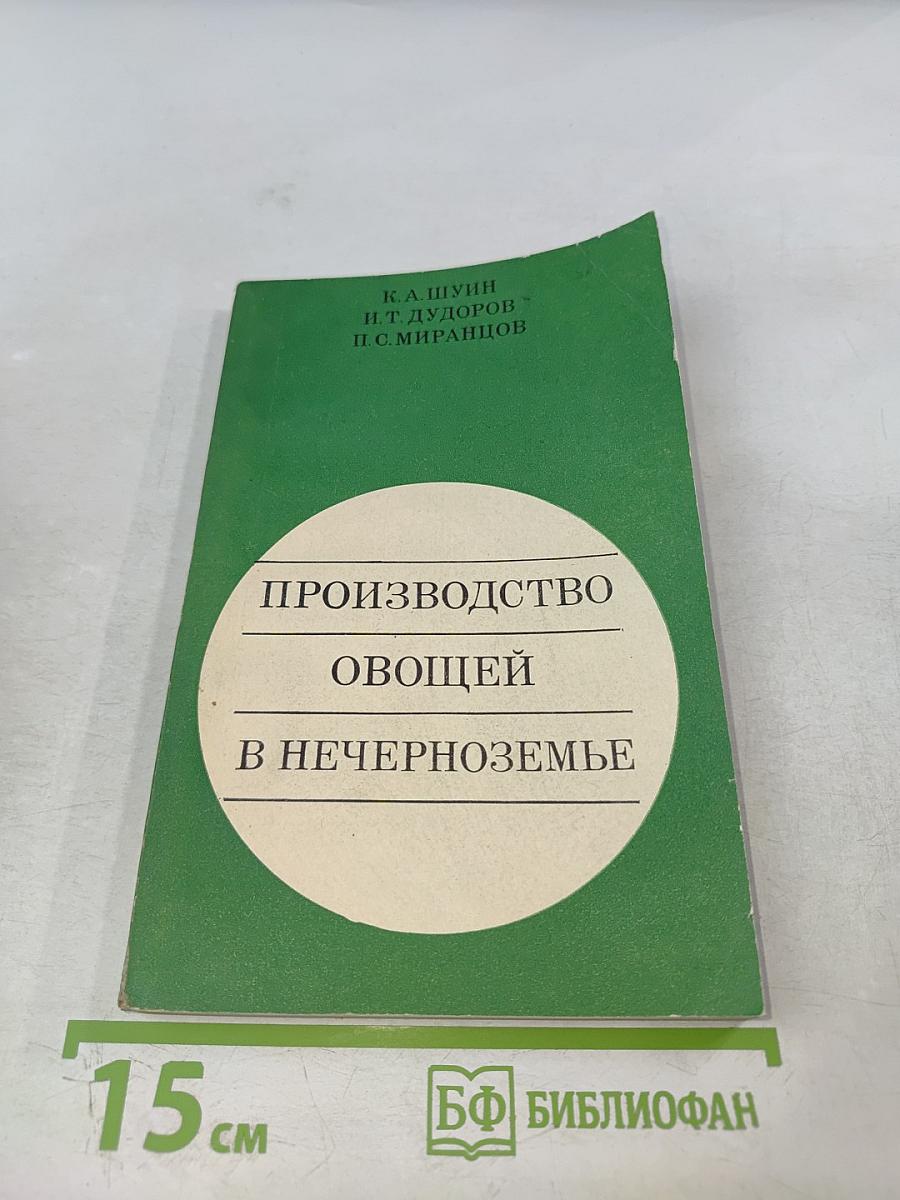 К. А. ШУИН
И. Т. ДУДОРОВ
П. С. МИРАНЦОВ
ПРОИЗВОДСТВО
ОВОЩЕЙ
В НЕЧЕРНОЗЕМЬЕ
15 см
БФ БИБЛИОФАН